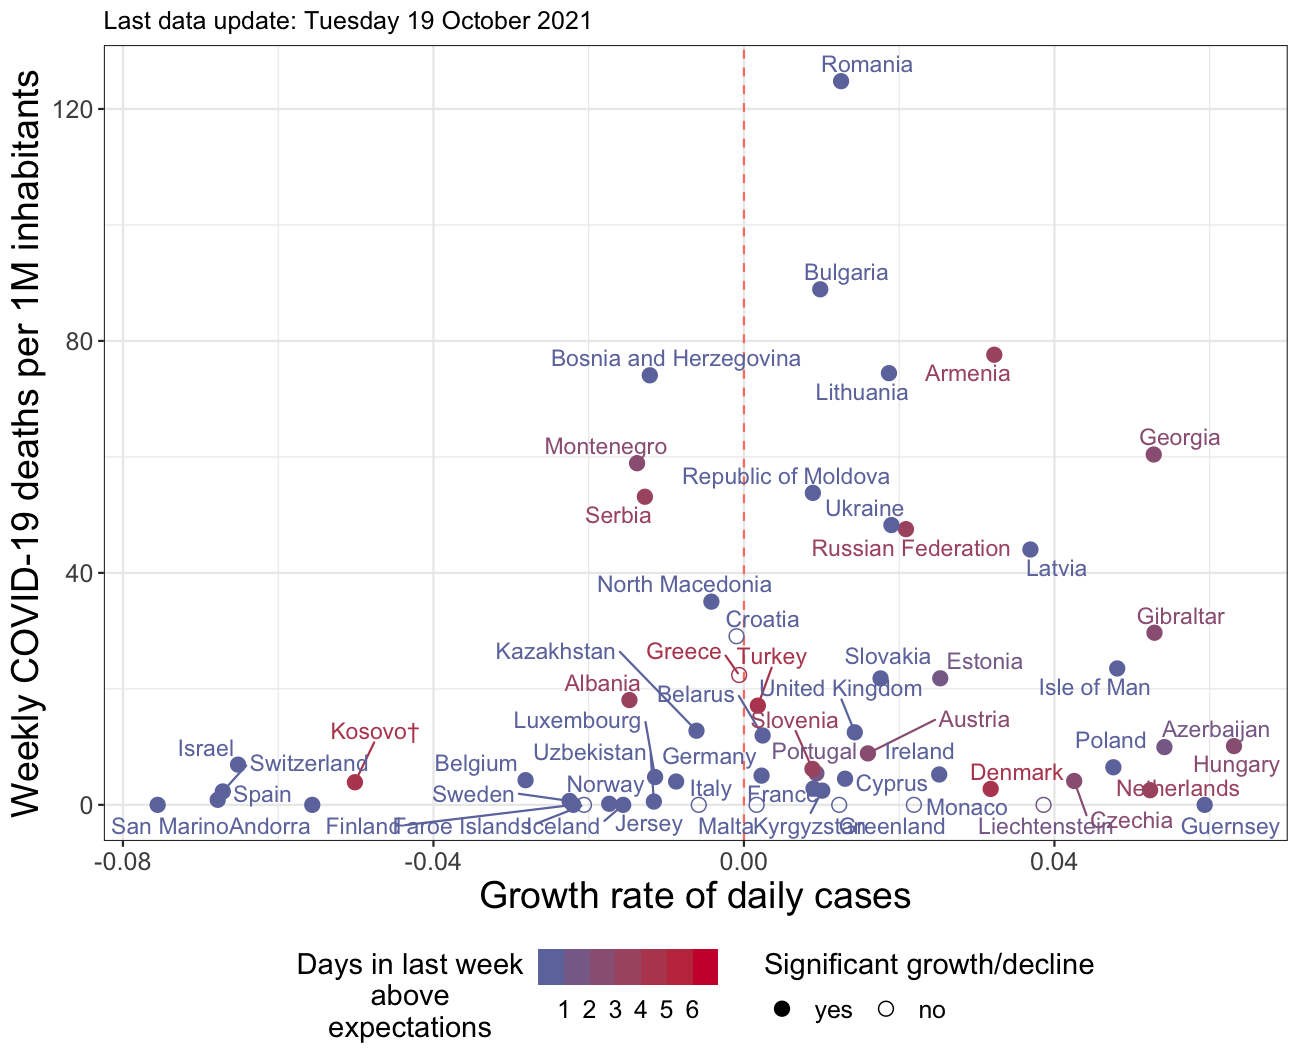 Last data update: Tuesday 19 October 2021
Weekly COVID-19 deaths per 1M inhabitants
120
80
40
0
Romania
Bulgaria
Bosnia and Herzegovina
Armenia
Lithuania
Georgia
Montenegro
Republic of Moldova
Ukraine
Serbia
Russian Federation
Latvia
North Macedonia
Croatia
Gibraltar
Kazakhstan
Greece
Turkey
Slovakia
Estonia
Albania
Belarus
United Kingdom
Isle of Man
Luxembourg
Slovenia
Austria
Kosovo†
Azerbaijan
Israel
Uzbekistan
Germany
Portugal
Ireland
Poland
Switzerland
Belgium
Hungary
Denmark
Norway
Italy
Cyprus
Netherlands
Spain
Sweden
France
Monaco
Czechia
San Marino
Andorra
Finland
Faroe Islands
Iceland
Jersey
Malta
Kyrgyzstan
Greenland
Liechtenstein
Guernsey
-0.08
-0.04
0.00
0.04
Growth rate of daily cases
Days in last week
above
expectations
1 2 3 4 5 6
Significant growth/decline
yes
no